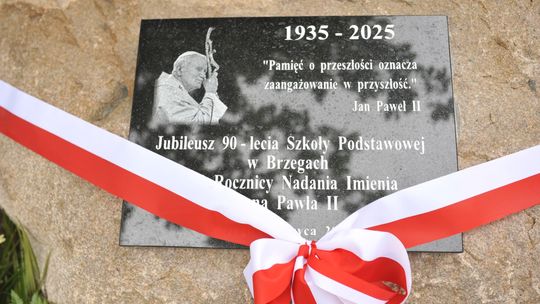 1935 - 2025
"Pamięć o przeszłości oznacza
zaangażowanie w przyszłość."
Jan Paweł II
Jubileusz 90 - lecia Szkoły Podstawowej
w Brzegach
Rocznicy Nadania Imienia
Pawła II